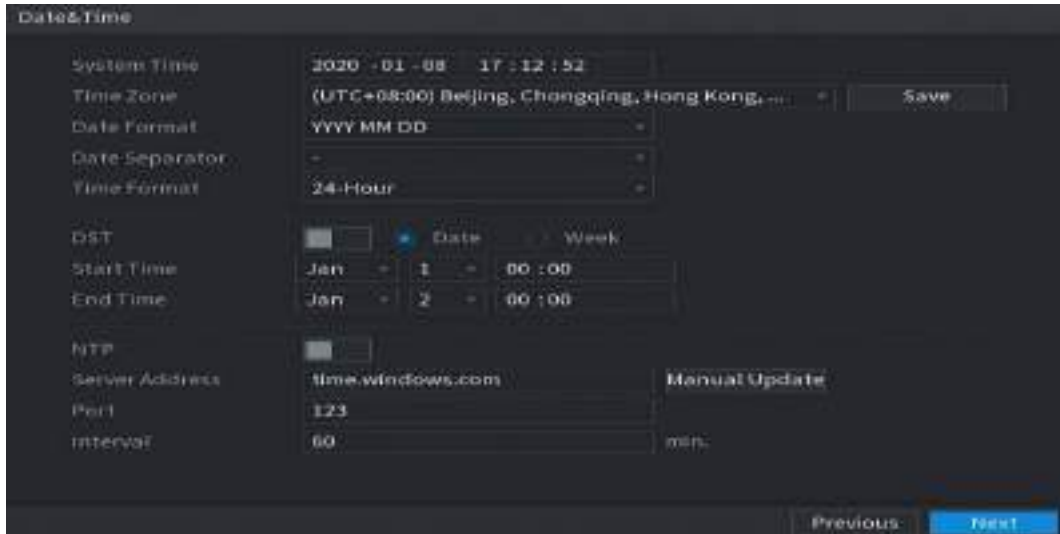 Date&Time
System Time 2020 -01 -08 17 : 12 : 52
Time Zone (UTC+08:00) Beijing, Chongqing, Hong Kong, ... Save
Date Format YYYY MM DD
Date Separator -
Time Format 24-Hour
DST Date Week
Start Time Jan 1 00 : 00
End Time Jan 2 00 : 00
NTP
Server Address time.windows.com Manual Update
Port 123
Interval 60 min.
Previous Next